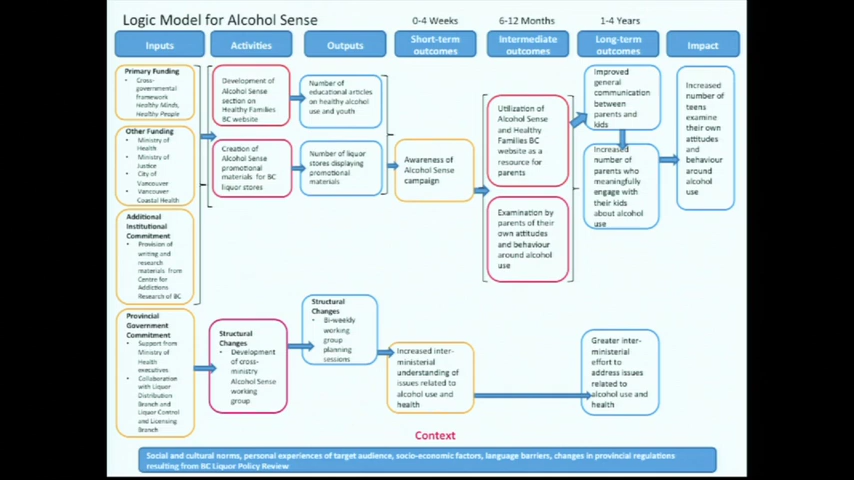 Logic Model for Alcohol Sense
0-4 Weeks
6-12 Months
1-4 Years
Inputs
Activities
Outputs
Short-term
outcomes
Intermediate
outcomes
Long-term
outcomes
Impact
Primary Funding
• Cross-
governmental
framework
Healthy Minds,
Healthy People
Other Funding
• Ministry of
Health
• Ministry of
Justice
• City of
Vancouver
• Vancouver
Coastal Health
Additional
Institutional
Commitment
• Provision of
writing and
research
materials from
Centre for
Addictions
Research of BC
Provincial
Government
Commitment
• Support from
Ministry of
Health
executives
• Collaboration
with Liquor
Distribution
Branch and
Liquor Control
and Licensing
Branch
Development of
Alcohol Sense
section on
Healthy Families
BC website
Creation of
Alcohol Sense
promotional
materials for BC
liquor stores
Structural
Changes
• Development
of cross-
ministry
Alcohol Sense
working
group
Number of
educational articles
on healthy alcohol
use and youth
Number of liquor
stores displaying
promotional
materials
Structural
Changes
• Bi-weekly
working
group
planning
sessions
Awareness of
Alcohol Sense
campaign
Increased inter-
ministerial
understanding of
issues related to
alcohol use and
health
Utilization of
Alcohol Sense
and Healthy
Families BC
website as a
resource for
parents
Examination by
parents of their
own attitudes
and behaviour
around alcohol
use
Improved
general
communication
between
parents and
kids
Increased
number of
parents who
meaningfully
engage with
their kids
about alcohol
use
Greater inter-
ministerial
effort to
address issues
related to
alcohol use and
health
Increased
number of
teens
examine their
own
attitudes and
behaviour
around
alcohol
use
Context
Social and cultural norms, personal experiences of target audience, socio-economic factors, language barriers, changes in provincial regulations
resulting from BC Liquor Policy Review